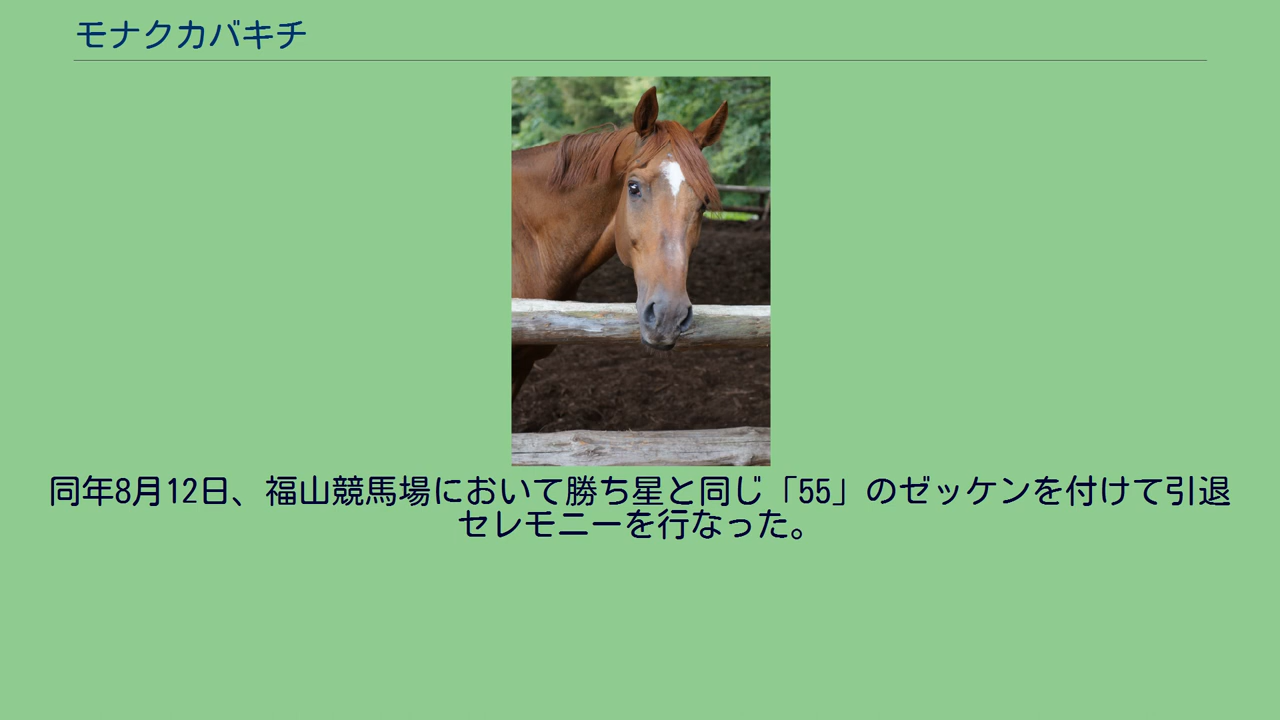 モナクカバキチ
同年8月12日、福山競馬場において勝ち星と同じ「55」のゼッケンを付けて引退
セレモニーを行なった。